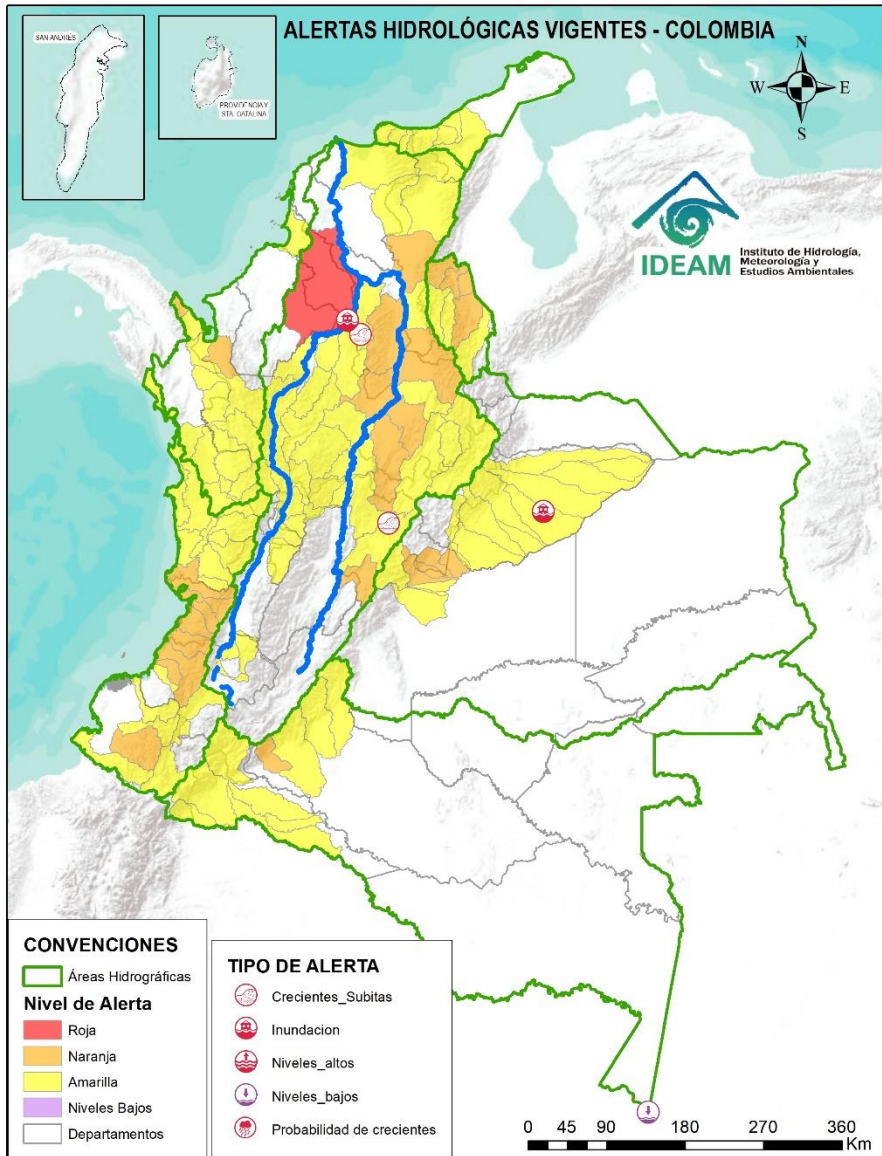 ALERTAS HIDROLÓGICAS VIGENTES - COLOMBIA
SAN ANDRÉS
PROVIDENCIA Y
STA. CATALINA
N
W
E
S
IDEAM
Instituto de Hidrología,
Meteorología y
Estudios Ambientales
CONVENCIONES
Áreas Hidrográficas
Nivel de Alerta
Roja
Naranja
Amarilla
Niveles Bajos
Departamentos
TIPO DE ALERTA
Crecientes_Subitas
Inundacion
Niveles_altos
Niveles_bajos
Probabilidad de crecientes
0 45 90 180 270 360
Km